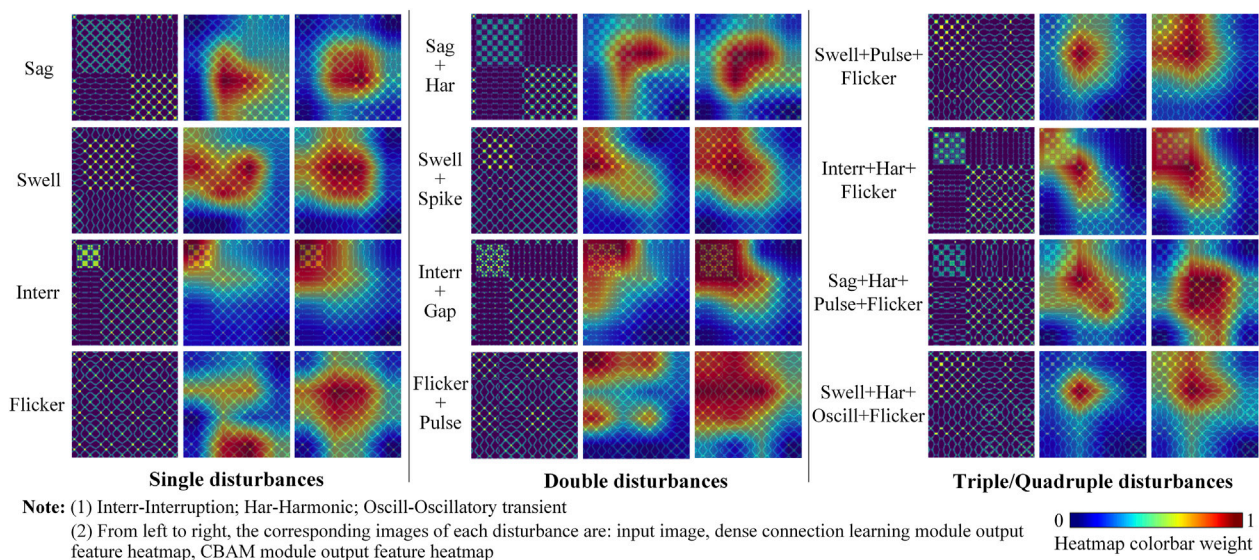 Sag
Swell
Interr
Flicker
Single disturbances
Sag
+
Har
Swell
+
Spike
Interr
+
Gap
Flicker
+
Pulse
Double disturbances
Swell+Pulse+
Flicker
Interr+Har+
Flicker
Sag+Har+
Pulse+Flicker
Swell+Har+
Oscill+Flicker
Triple/Quadruple disturbances
Note: (1) Interr-Interruption; Har-Harmonic; Oscill-Oscillatory transient
(2) From left to right, the corresponding images of each disturbance are: input image, dense connection learning module output
feature heatmap, CBAM module output feature heatmap
0 1
Heatmap colorbar weight